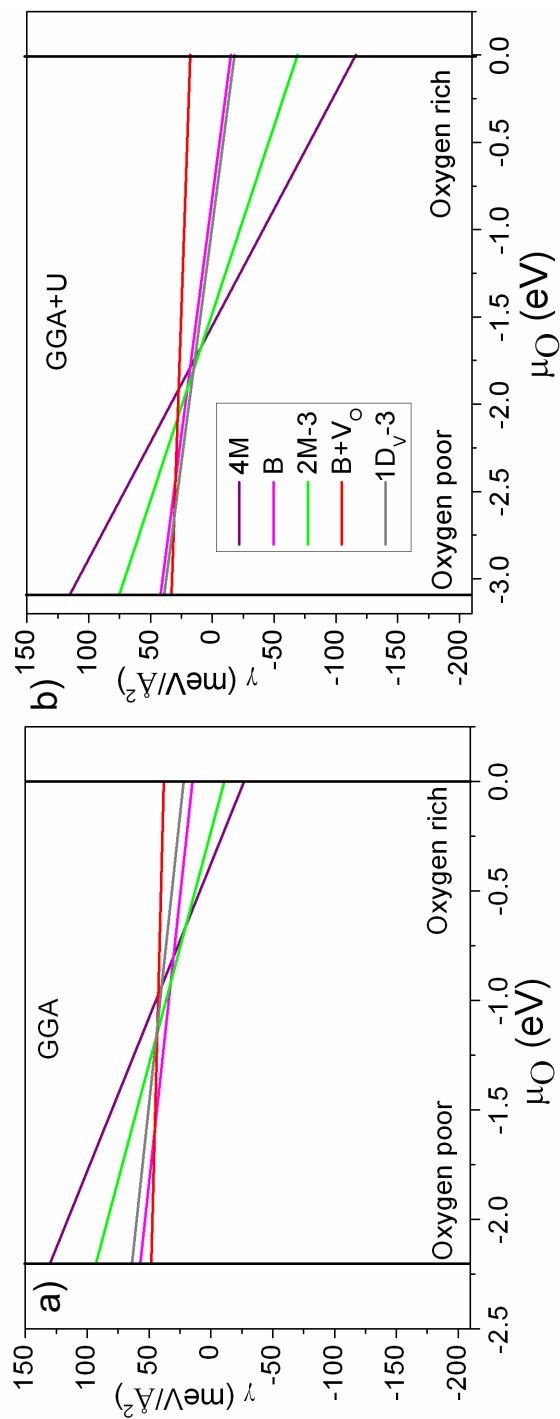 a)
GGA
150
100
50
0
-50
-100
-150
-200
γ (meV/Å²)
Oxygen poor
Oxygen rich
-2.5
-2.0
-1.5
-1.0
-0.5
0.0
μO (eV)
b)
GGA+U
150
100
50
0
-50
-100
-150
-200
γ (meV/Å²)
4M
B
2M-3
B+VO
1DV-3
Oxygen poor
Oxygen rich
-3.0
-2.5
-2.0
-1.5
-1.0
-0.5
0.0
μO (eV)